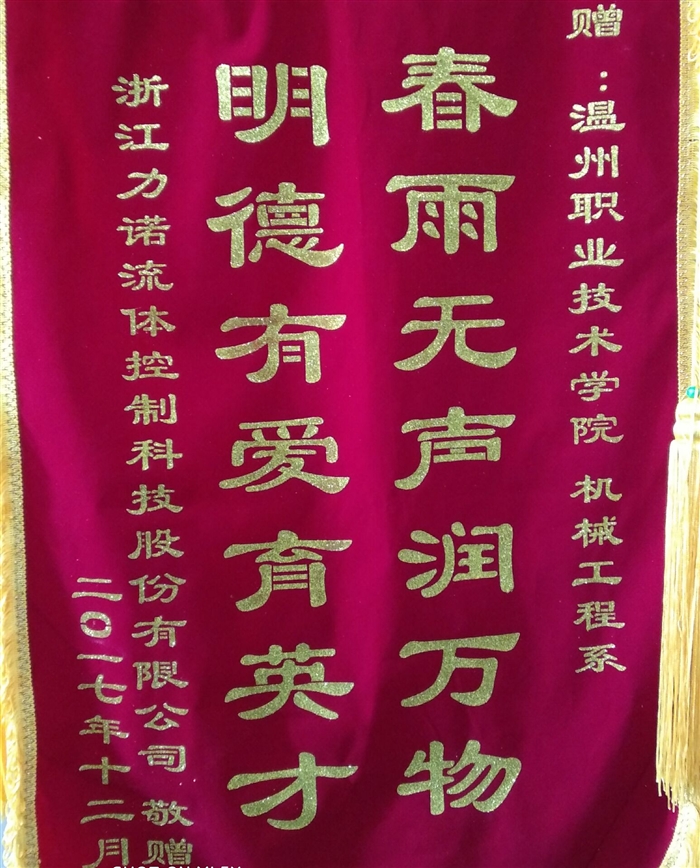 赠：温州职业技术学院 机械工程系
春雨无声润万物
明德有爱育英才
浙江力诺流体控制科技股份有限公司 敬赠
二〇一七年十二月